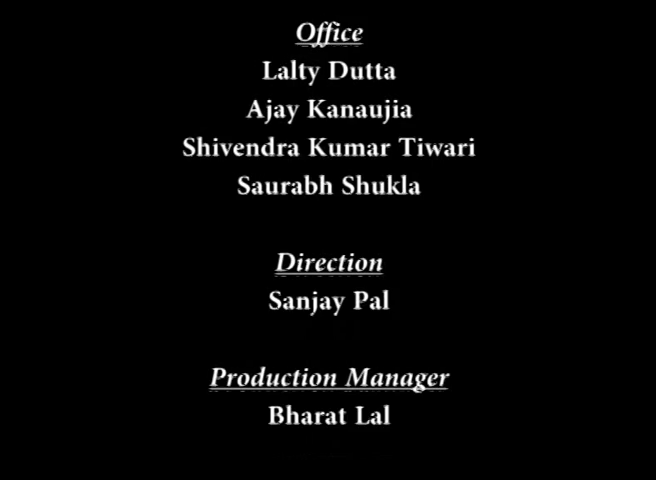 Office
Lalty Dutta
Ajay Kanaujia
Shivendra Kumar Tiwari
Saurabh Shukla
Direction
Sanjay Pal
Production Manager
Bharat Lal